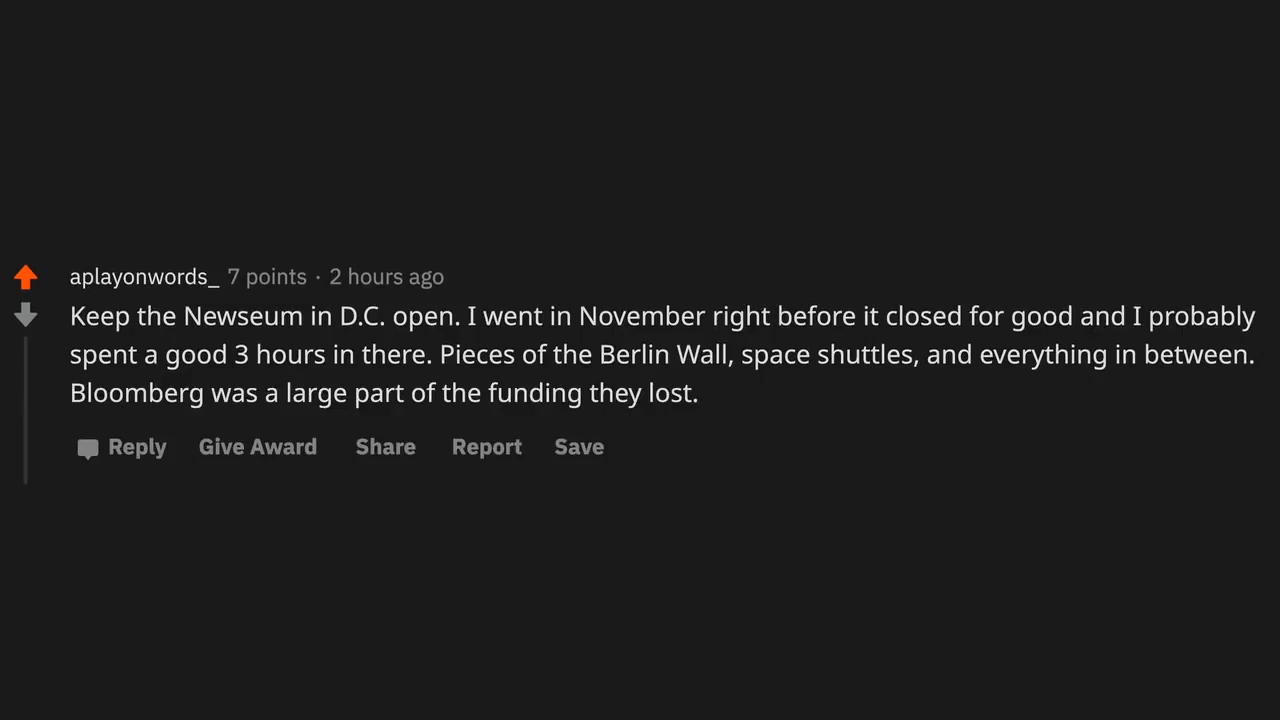 aplayonwords_ 7 points · 2 hours ago
Keep the Newseum in D.C. open. I went in November right before it closed for good and I probably
spent a good 3 hours in there. Pieces of the Berlin Wall, space shuttles, and everything in between.
Bloomberg was a large part of the funding they lost.
Reply Give Award Share Report Save